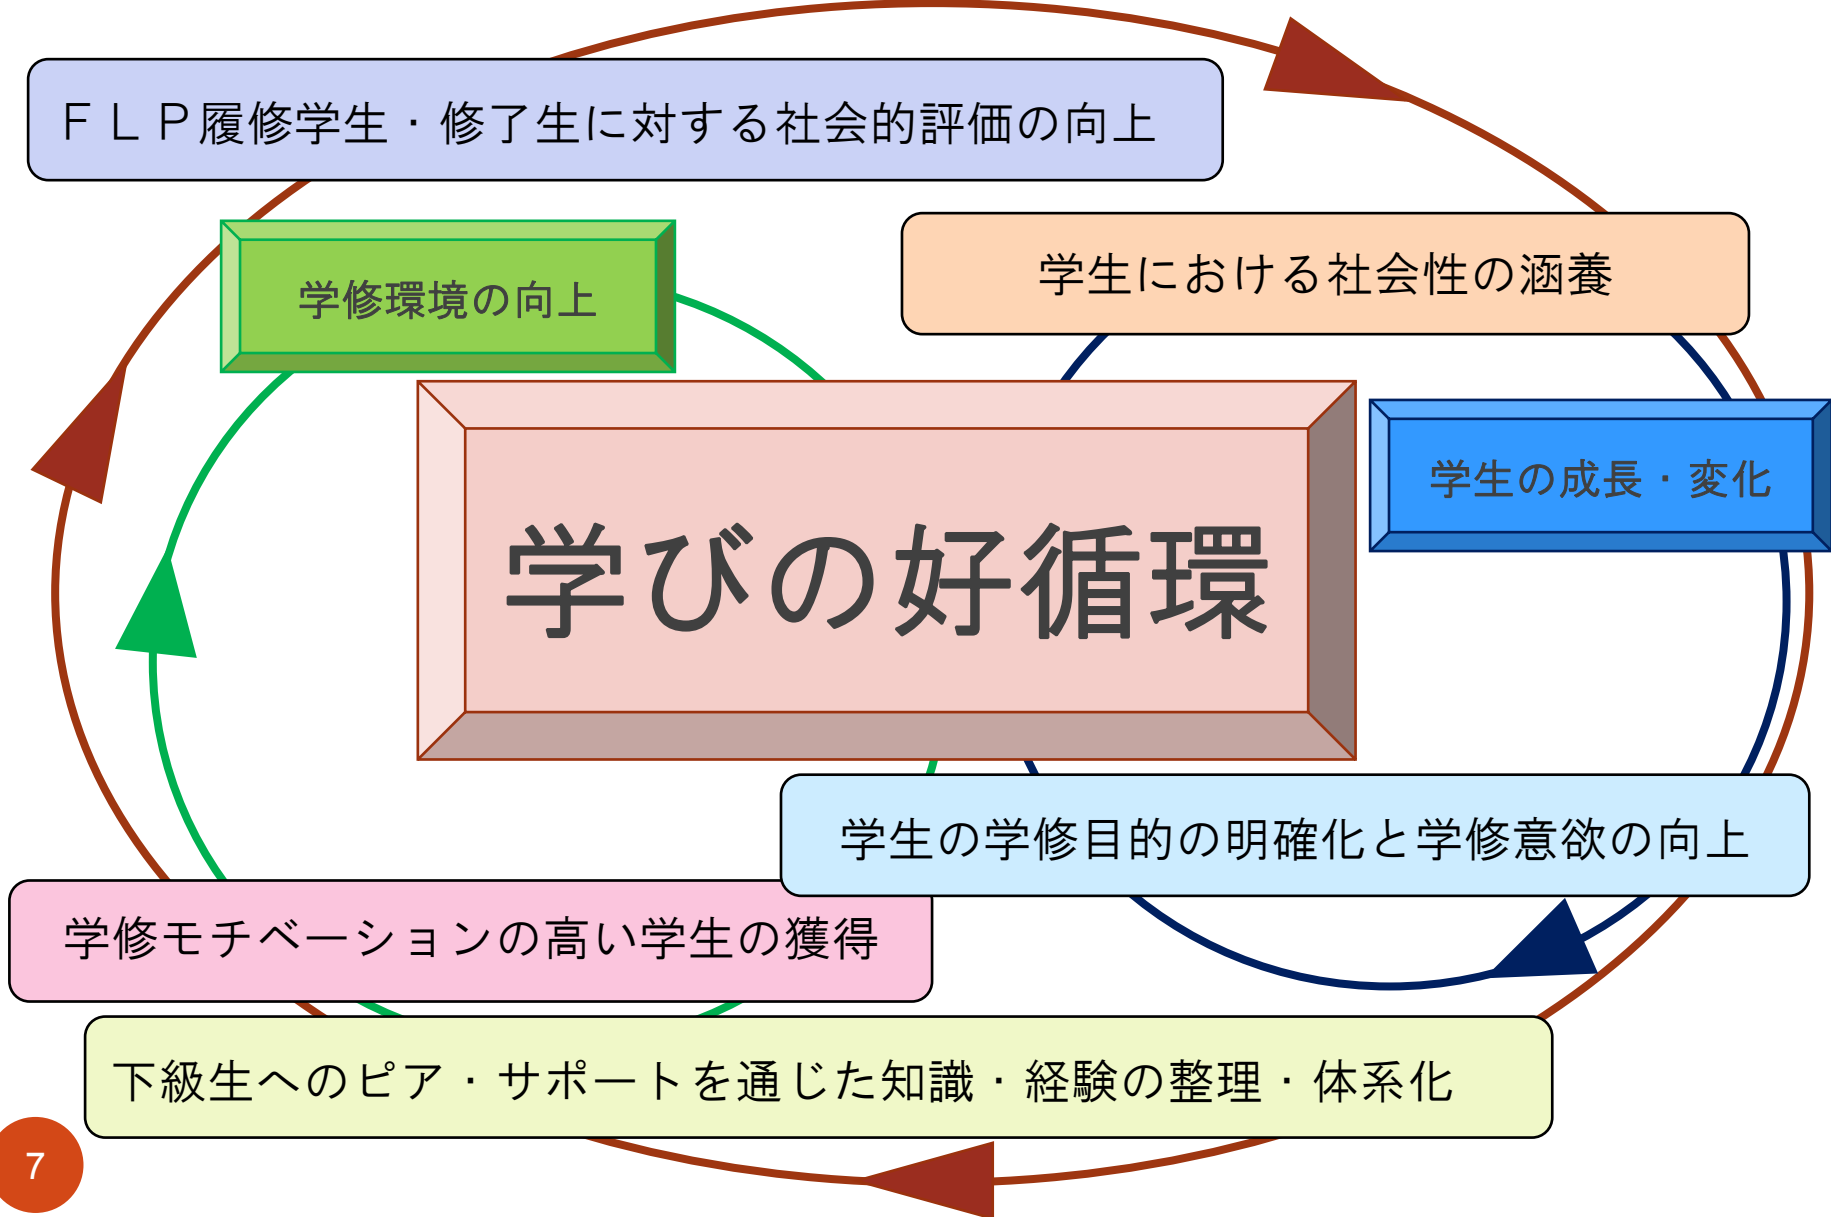 ＦＬＰ履修学生・修了生に対する社会的評価の向上
学修環境の向上
学生における社会性の涵養
学びの好循環
学生の成長・変化
学生の学修目的の明確化と学修意欲の向上
学修モチベーションの高い学生の獲得
下級生へのピア・サポートを通じた知識・経験の整理・体系化
7